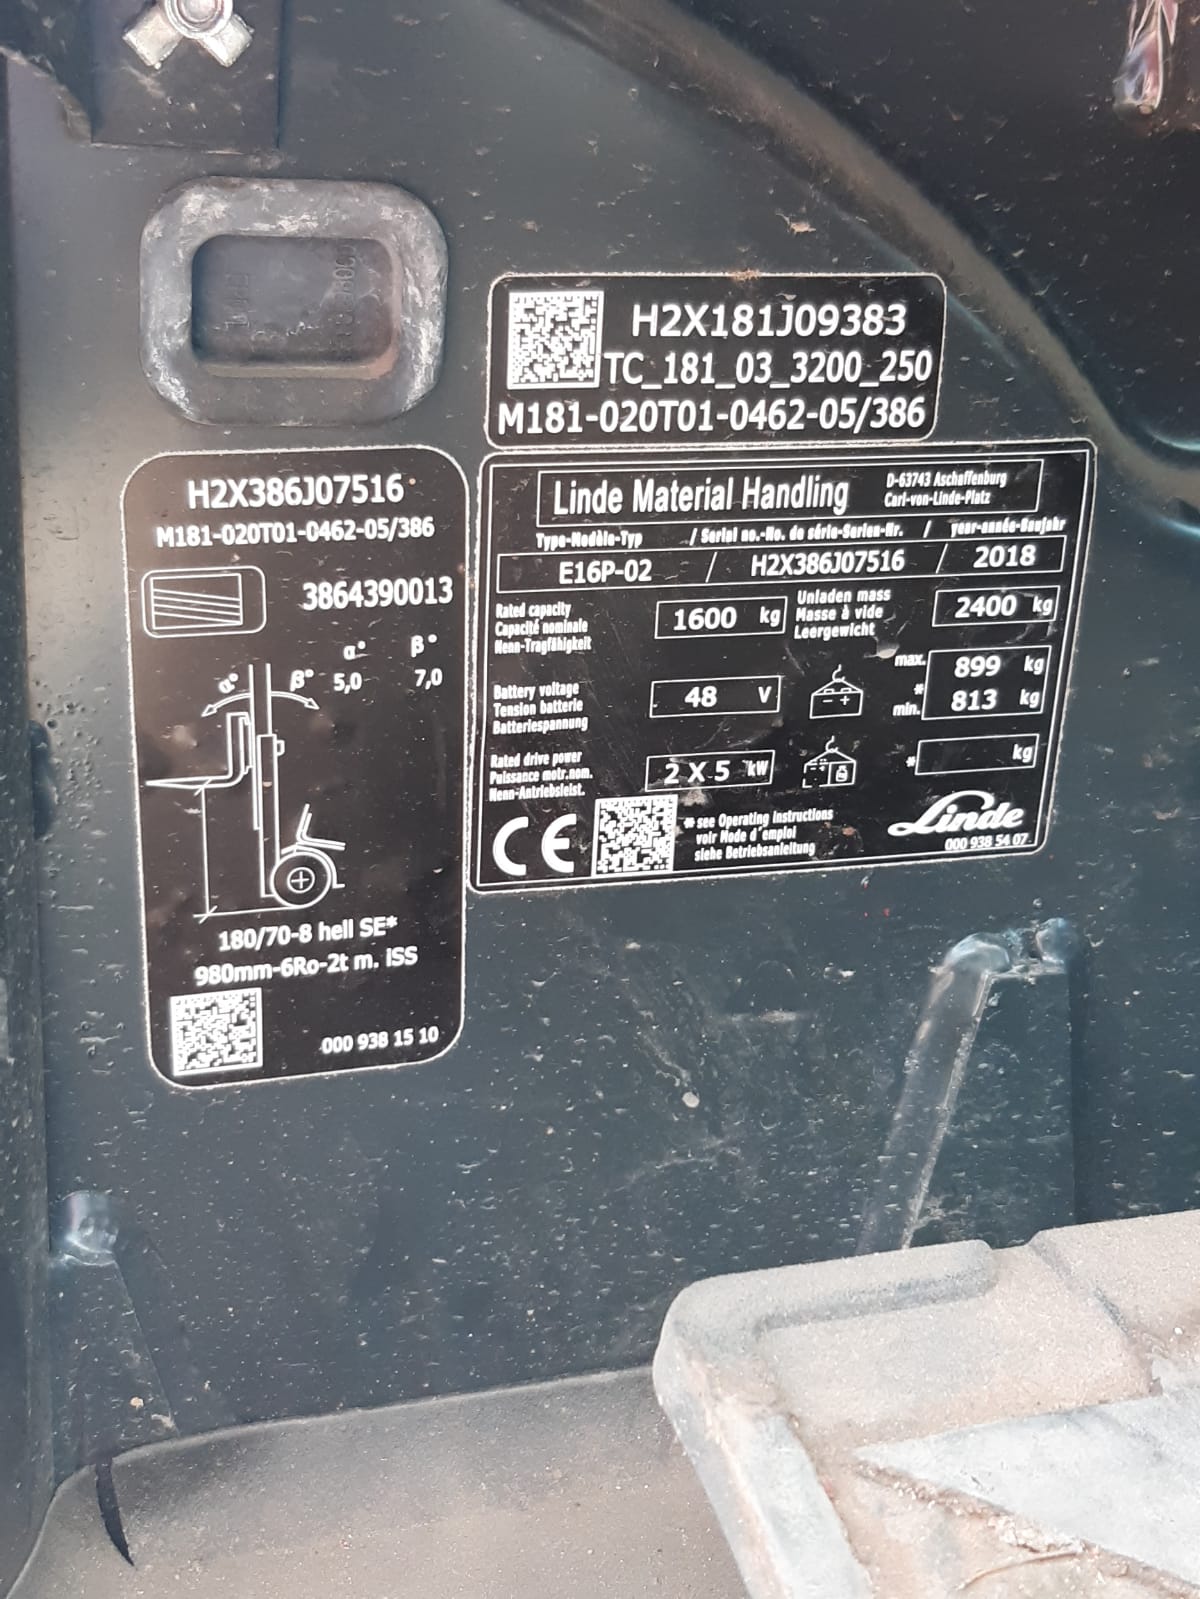 H2X181J09383
TC_181_03_3200_250
M181-020T01-0462-05/386
H2X386J07516
M181-020T01-0462-05/386
3864390013
α° β°
α° β° 5,0 7,0
180/70-8 hell SE*
980mm-6Ro-2t m. iSS
000 938 15 10
Linde Material Handling
D-63743 Aschaffenburg
Carl-von-Linde-Platz
Type-Modèle-Typ / Serial no.-No. de série-Serien-Nr. / year-année-Baujahr
E16P-02 / H2X386J07516 / 2018
Rated capacity
Capacité nominale
Nenn-Tragfähigkeit
1600 kg
Unladen mass
Masse à vide
Leergewicht
2400 kg
Battery voltage
Tension batterie
Batteriespannung
48 V
- +
max. 899 kg
*
min. 813 kg
Rated drive power
Puissance motr.nom.
Nenn-Antriebsleist.
2 X 5 kW
* kg
CE
* see Operating instructions
voir Mode d'emploi
siehe Betriebsanleitung
Linde
000 938 54 07